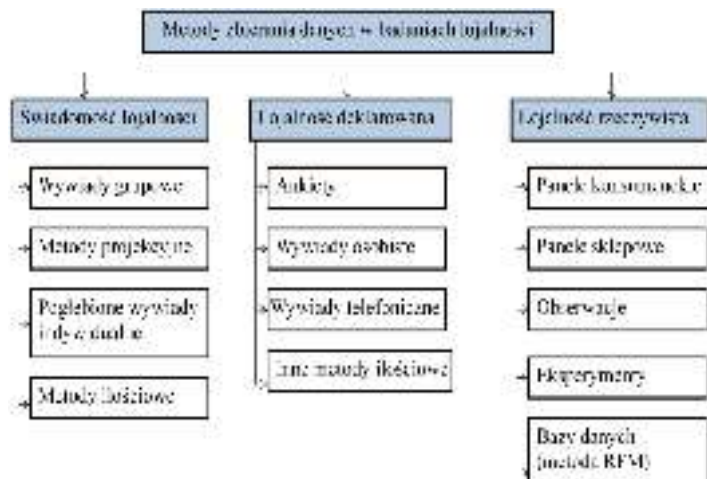 Metody zbierania danych w badaniach lojalności
Świadomość lojalności
Wywiady grupowe
Metody projekcyjne
Pogłębione wywiady
indywidualne
Metody ilościowe
Lojalność deklarowana
Ankiety
Wywiady osobiste
Wywiady telefoniczne
Inne metody ilościowe
Lojalność rzeczywista
Panele konsumenckie
Panele sklepowe
Obserwacje
Eksperymenty
Bazy danych
(metoda RFM)